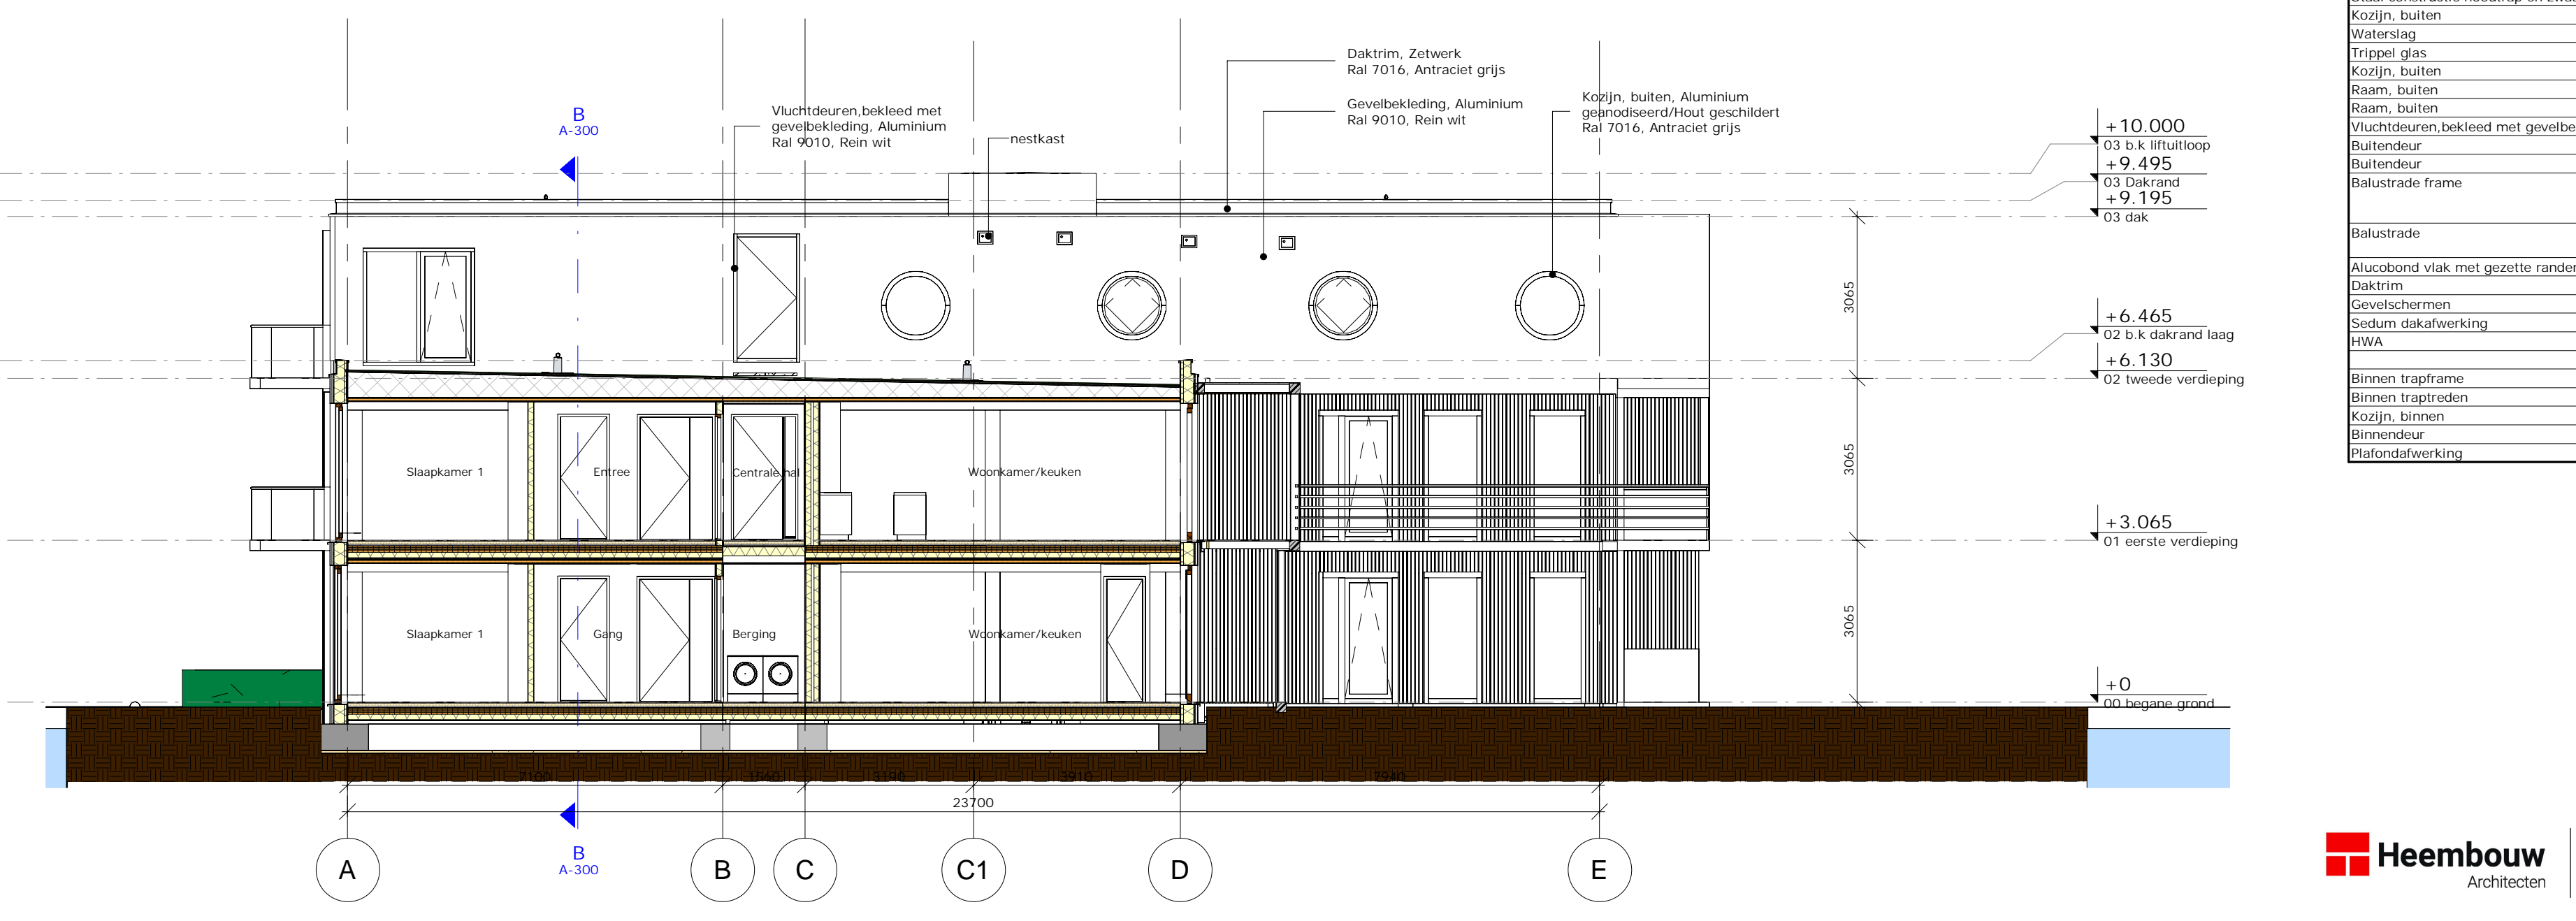 Daktrim, Zetwerk
Ral 7016, Antraciet grijs
Gevelbekleding, Aluminium
Ral 9010, Rein wit
Kozijn, buiten, Aluminium
geanodiseerd/Hout geschildert
Ral 7016, Antraciet grijs
Vluchtdeuren,bekleed met
gevelbekleding, Aluminium
Ral 9010, Rein wit
nestkast
B
A-300
+10.000
03 b.k liftuitloop
+9.495
03 Dakrand
+9.195
03 dak
+6.465
02 b.k dakrand laag
+6.130
02 tweede verdieping
+3.065
01 eerste verdieping
+0
00 begane grond
3065
3065
3065
Slaapkamer 1
Entree
Centrale hal
Woonkamer/keuken
Slaapkamer 1
Gang
Berging
Woonkamer/keuken
7100
1560
3190
3910
7940
23700
B
A-300
A
B
C
C1
D
E
Kozijn, buiten
Waterslag
Trippel glas
Kozijn, buiten
Raam, buiten
Raam, buiten
Vluchtdeuren,bekleed met gevelbe
Buitendeur
Buitendeur
Balustrade frame
Balustrade
Alucobond vlak met gezette rander
Daktrim
Gevelschermen
Sedum dakafwerking
HWA
Binnen trapframe
Binnen traptreden
Kozijn, binnen
Binnendeur
Plafondafwerking
Heembouw
Architecten